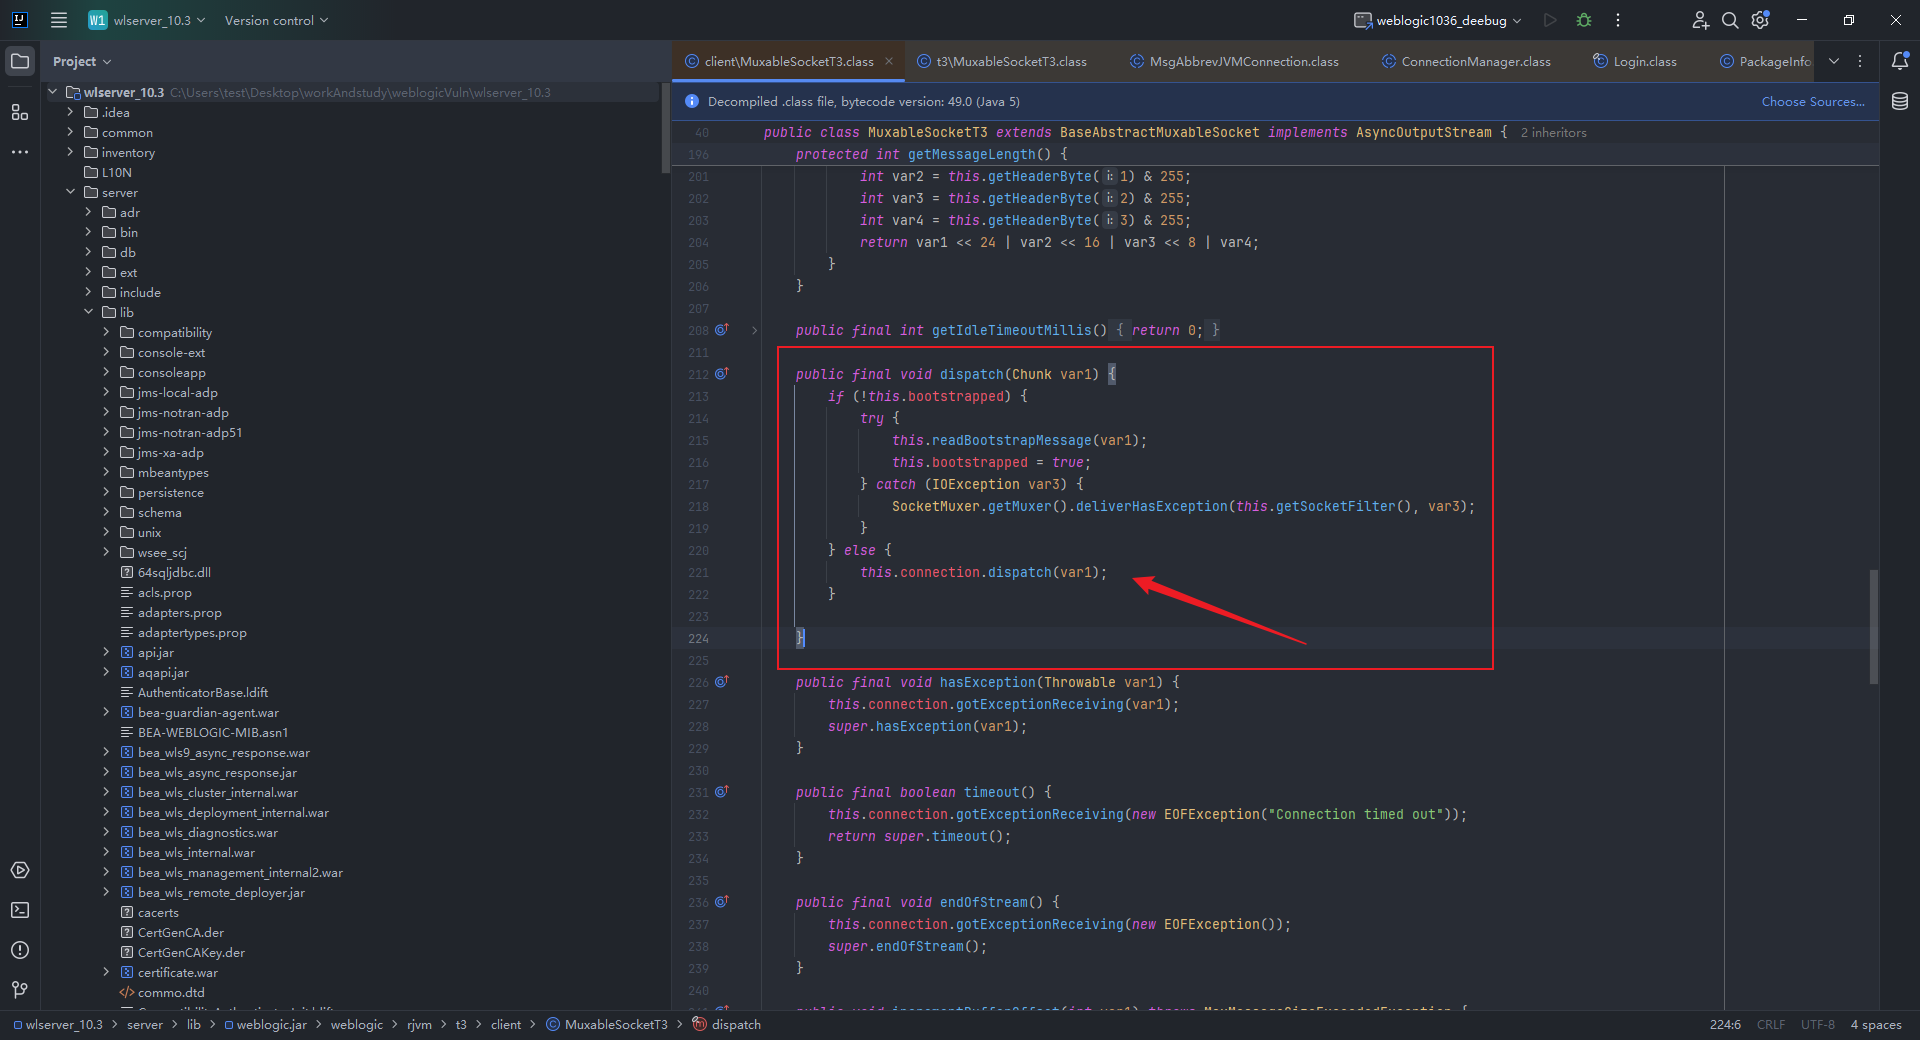 W1 wlserver_10.3 Version control weblogic1036_deebug
Project
client\MuxableSocketT3.class t3\MuxableSocketT3.class MsgAbbrevJVMConnection.class ConnectionManager.class Login.class PackageInfo
wlserver_10.3 C:\Users\test\Desktop\workAndstudy\weblogicVuln\wlserver_10.3
.idea
common
inventory
L10N
server
adr
bin
db
ext
include
lib
compatibility
console-ext
consoleapp
jms-local-adp
jms-notran-adp
jms-notran-adp51
jms-xa-adp
mbeantypes
persistence
schema
unix
wsee_scj
64sqljdbc.dll
acls.prop
adapters.prop
adaptertypes.prop
api.jar
aqapi.jar
AuthenticatorBase.ldift
bea-guardian-agent.war
BEA-WEBLOGIC-MIB.asn1
bea_wls9_async_response.war
bea_wls_async_response.jar
bea_wls_cluster_internal.war
bea_wls_deployment_internal.war
bea_wls_diagnostics.war
bea_wls_internal.war
bea_wls_management_internal2.war
bea_wls_remote_deployer.jar
cacerts
CertGenCA.der
CertGenCAKey.der
certificate.war
commo.dtd
Decompiled .class file, bytecode version: 49.0 (Java 5) Choose Sources...
40 public class MuxableSocketT3 extends BaseAbstractMuxableSocket implements AsyncOutputStream { 2 inheritors
196 protected int getMessageLength() {
201 int var2 = this.getHeaderByte( i: 1) & 255;
202 int var3 = this.getHeaderByte( i: 2) & 255;
203 int var4 = this.getHeaderByte( i: 3) & 255;
204 return var1 << 24 | var2 << 16 | var3 << 8 | var4;
205 }
206 }
207
208 public final int getIdleTimeoutMillis() { return 0; }
211
212 public final void dispatch(Chunk var1) {
213 if (!this.bootstrapped) {
214 try {
215 this.readBootstrapMessage(var1);
216 this.bootstrapped = true;
217 } catch (IOException var3) {
218 SocketMuxer.getMuxer().deliverHasException(this.getSocketFilter(), var3);
219 }
220 } else {
221 this.connection.dispatch(var1);
222 }
223
224 }
225
226 public final void hasException(Throwable var1) {
227 this.connection.gotExceptionReceiving(var1);
228 super.hasException(var1);
229 }
230
231 public final boolean timeout() {
232 this.connection.gotExceptionReceiving(new EOFException("Connection timed out"));
233 return super.timeout();
234 }
235
236 public final void endOfStream() {
237 this.connection.gotExceptionReceiving(new EOFException());
238 super.endOfStream();
239 }
240
wlserver_10.3 > server > lib > weblogic.jar > weblogic > rjvm > t3 > client > MuxableSocketT3 > dispatch 224:6 CRLF UTF-8 4 spaces